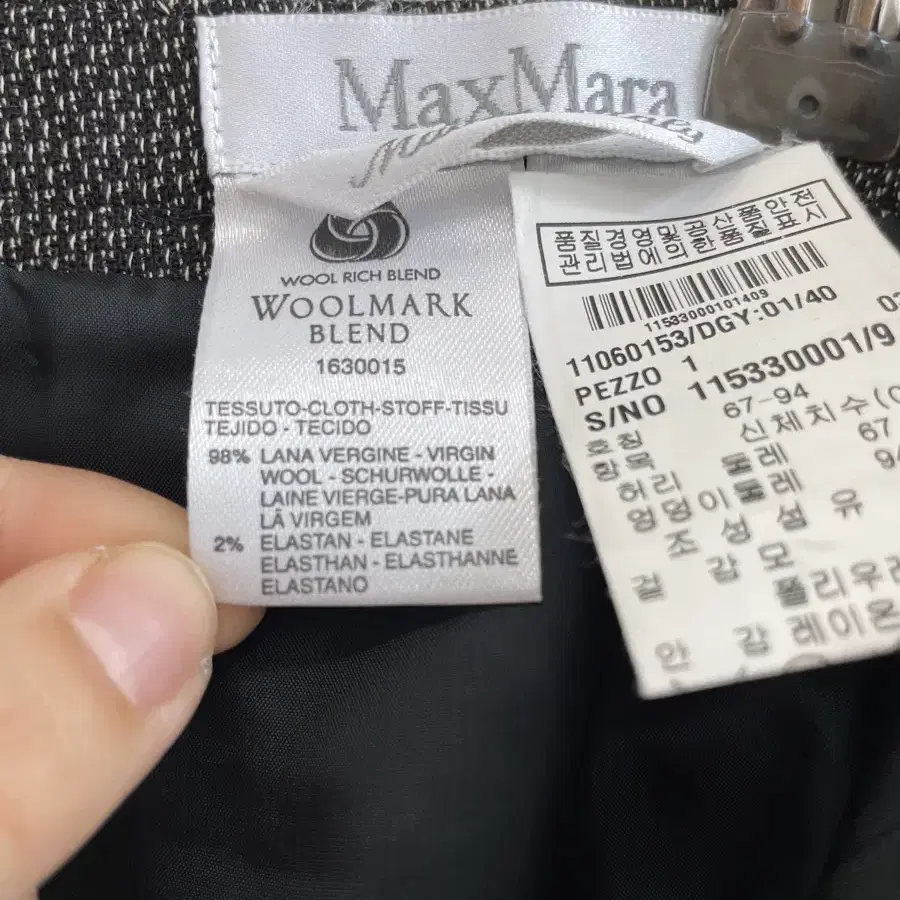 MaxMara
WOOL RICH BLEND
WOOLMARK
BLEND
1630015
TESSUTO-CLOTH-STOFF-TISSU
TEJIDO - TECIDO
98% LANA VERGINE - VIRGIN
WOOL - SCHURWOLLE -
LAINE VIERGE-PURA LANA
LÂ VIRGEM
2% ELASTAN - ELASTANE
ELASTHAN - ELASTHANNE
ELASTANO
품질경영및공산품안전
관리법에의한품질표시
11533000101409
11060153/DGY:01/40
PEZZO 1
S/NO 115330001/9
호칭 67-94
항목 신체치수
허리 둘레 67
엉덩이둘레 94
조 성 섬 유
겉 감 모
폴리우레
안 감 레이온